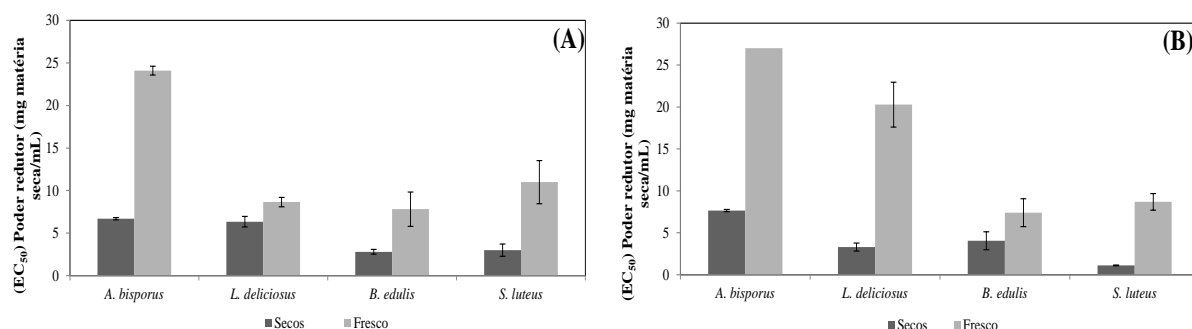 (EC50) Poder redutor (mg matéria
seca/mL)
30
25
20
15
10
5
0
(A)
A. bisporus
L. deliciosus
B. edulis
S. luteus
Secos
Fresco
(EC50) Poder redutor (mg matéria
seca/mL)
30
25
20
15
10
5
0
(B)
A. bisporus
L. deliciosus
B. edulis
S. luteus
Secos
Fresco